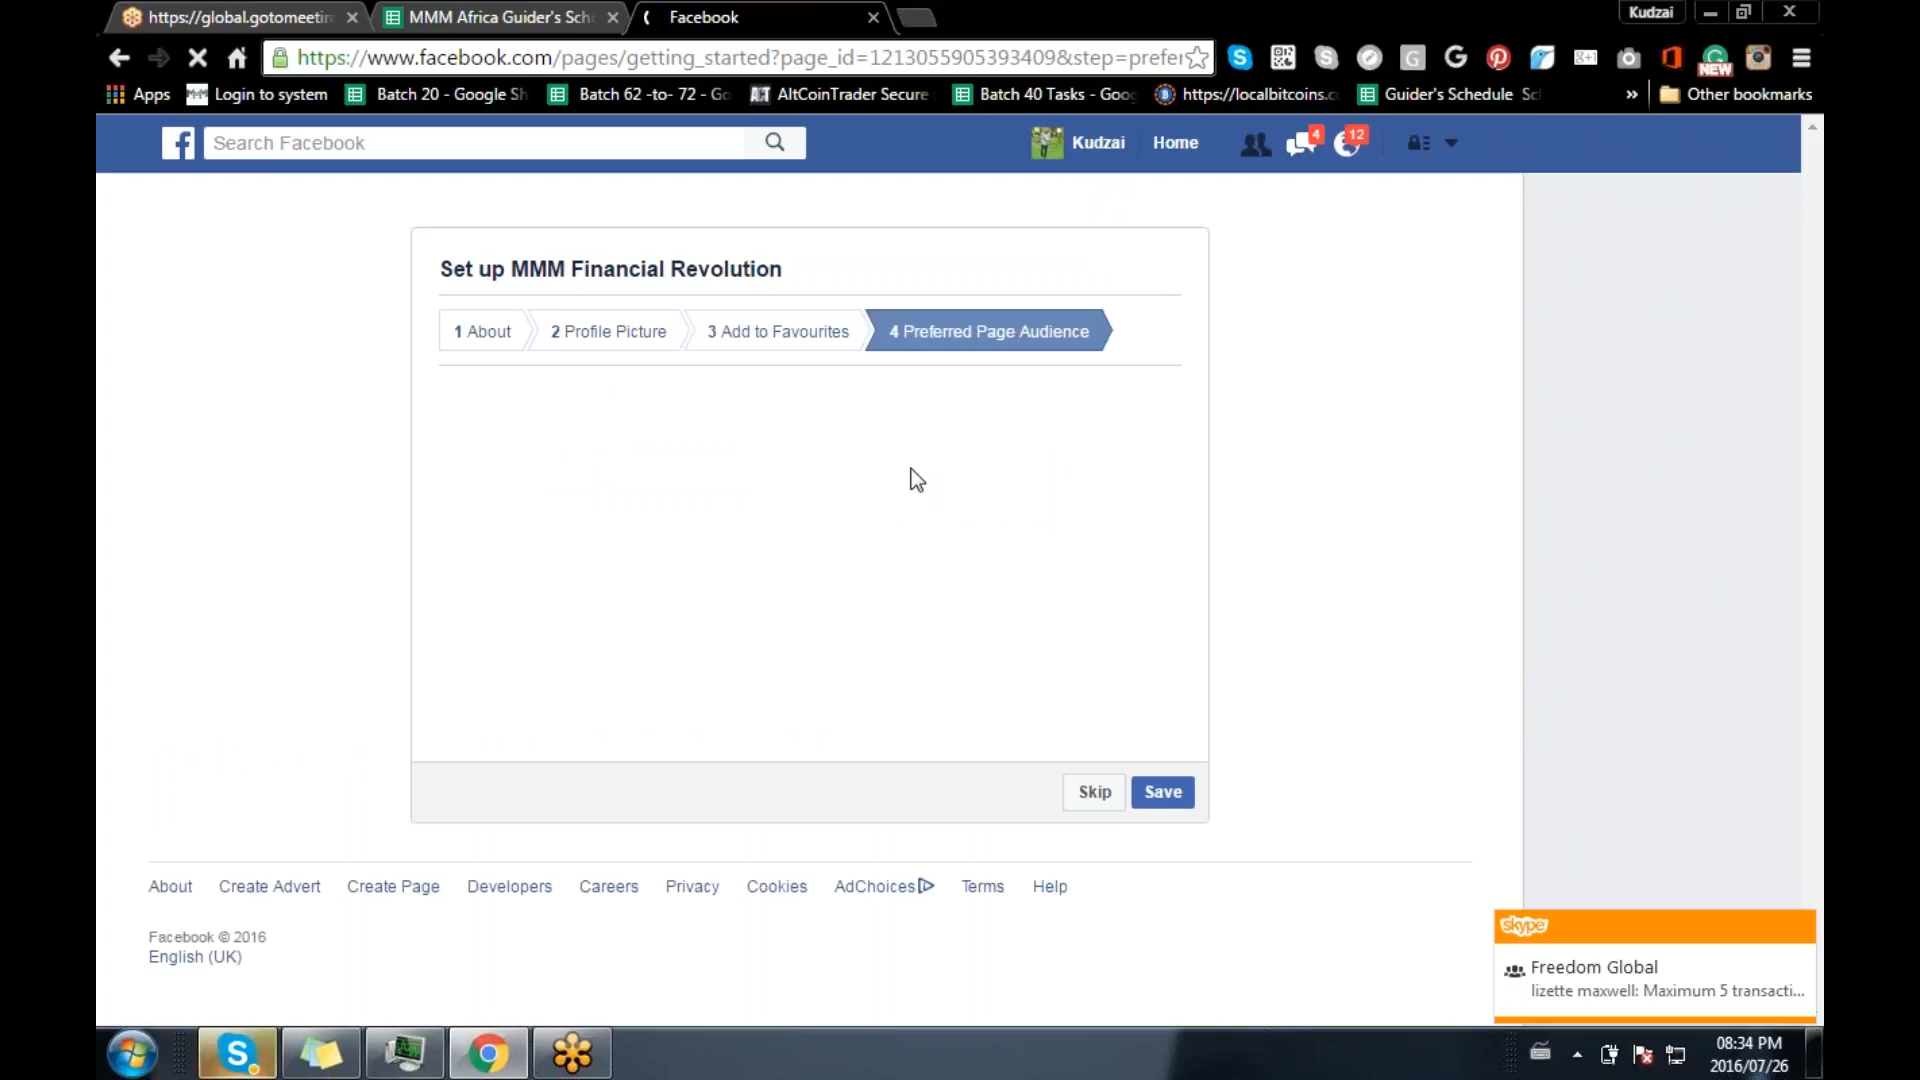 https://global.gotomeetin
MMM Africa Guider's Sch
Facebook
Kudzai
https://www.facebook.com/pages/getting_started?page_id=1213055905393409&step=prefer
NEW
Apps
Login to system
Batch 20 - Google Sh
Batch 62 -to- 72 - Go
AltCoinTrader Secure
Batch 40 Tasks - Goog
https://localbitcoins.c
Guider's Schedule Sc
»
Other bookmarks
Search Facebook
Kudzai
Home
4
12
Set up MMM Financial Revolution
1 About
2 Profile Picture
3 Add to Favourites
4 Preferred Page Audience
Skip
Save
About
Create Advert
Create Page
Developers
Careers
Privacy
Cookies
AdChoices
Terms
Help
Facebook © 2016
English (UK)
skype
Freedom Global
lizette maxwell: Maximum 5 transacti...
08:34 PM
2016/07/26